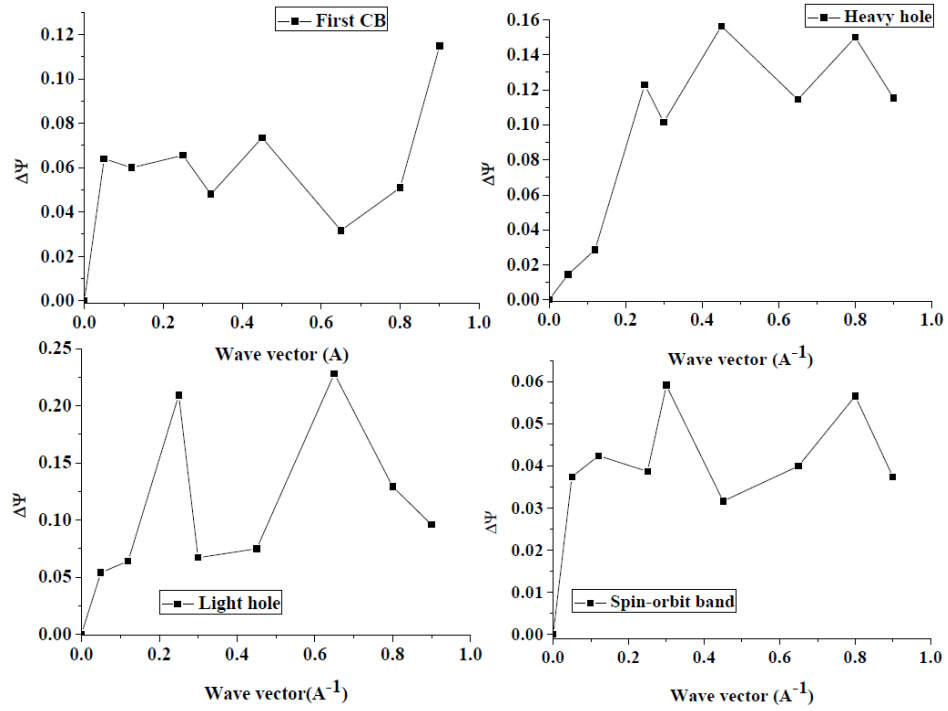 First CB
0.12
0.10
0.08
0.06
0.04
0.02
0.00
ΔΨ
0.0 0.2 0.4 0.6 0.8 1.0
Wave vector (A)
Heavy hole
0.16
0.14
0.12
0.10
0.08
0.06
0.04
0.02
0.00
ΔΨ
0.0 0.2 0.4 0.6 0.8 1.0
Wave vector (A⁻¹)
0.25
0.20
0.15
0.10
0.05
0.00
ΔΨ
Light hole
0.0 0.2 0.4 0.6 0.8 1.0
Wave vector(A⁻¹)
0.06
0.05
0.04
0.03
0.02
0.01
0.00
ΔΨ
Spin-orbit band
0.0 0.2 0.4 0.6 0.8 1.0
Wave vector (A⁻¹)